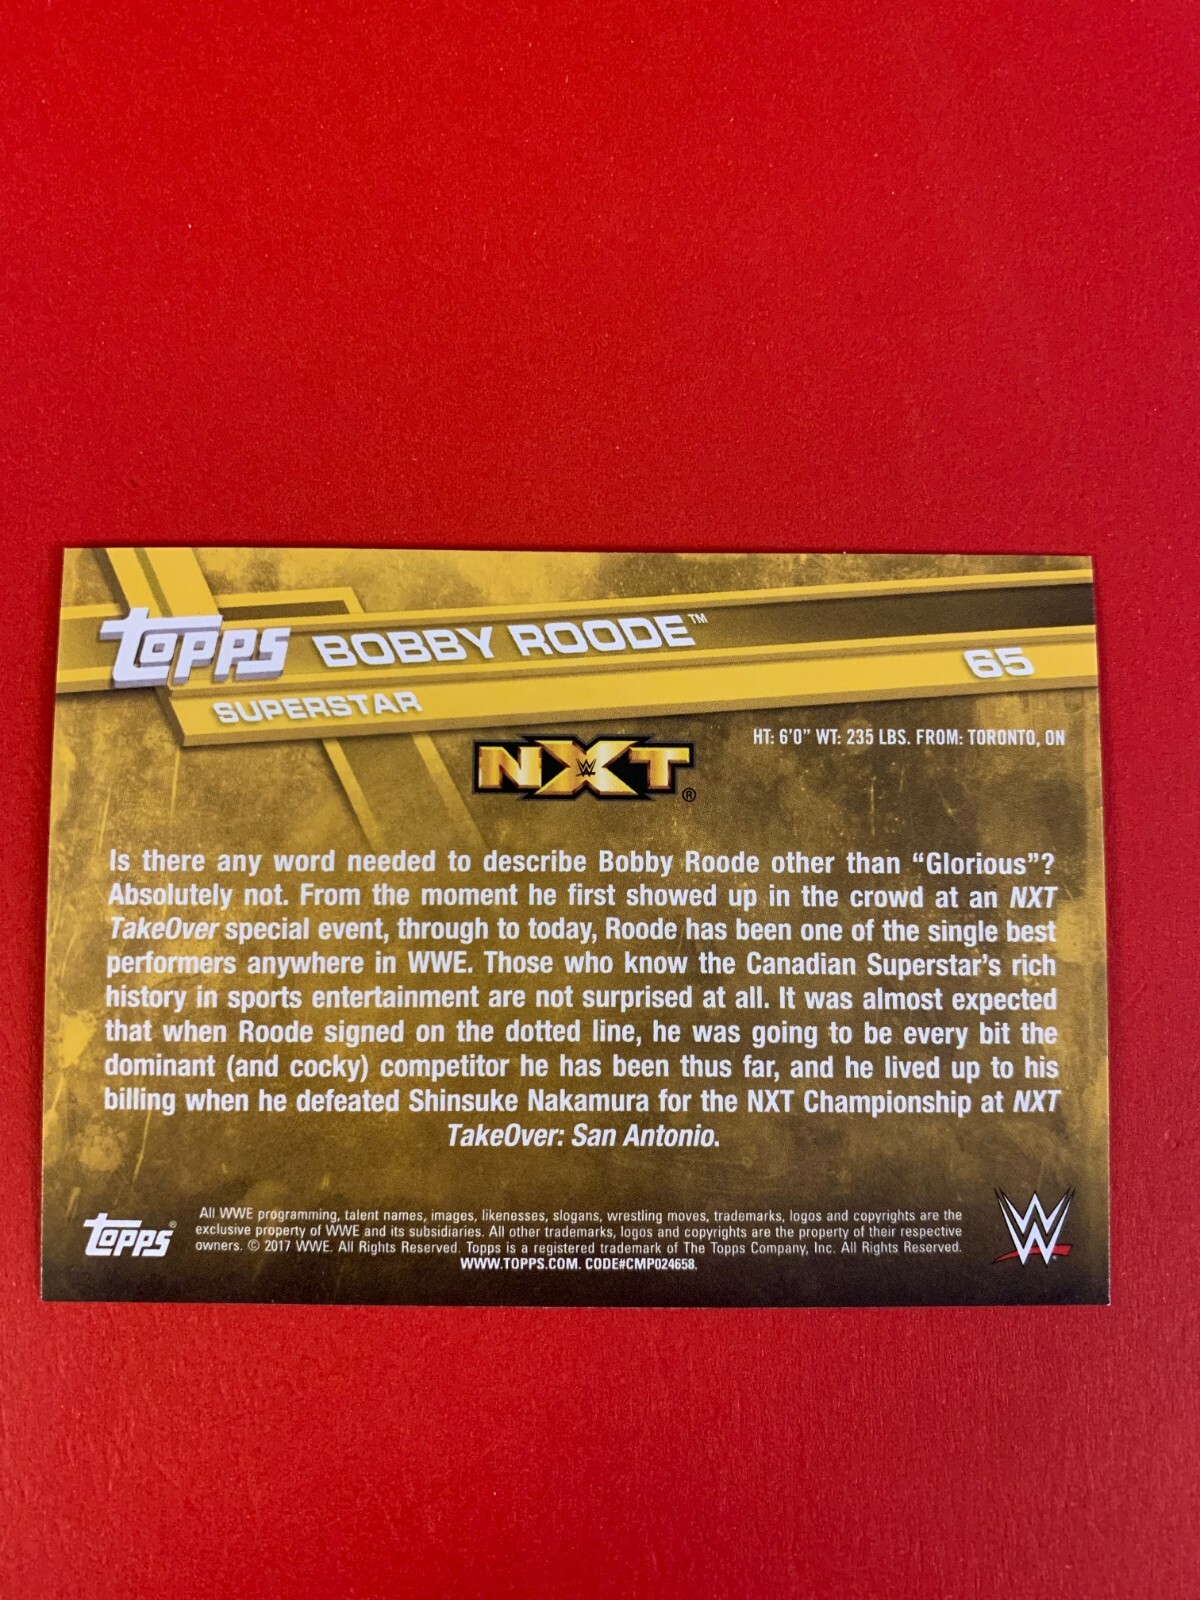 topps BOBBY ROODE™
65
SUPERSTAR
HT: 6'0" WT: 235 LBS. FROM: TORONTO, ON
NXT®
Is there any word needed to describe Bobby Roode other than “Glorious”?
Absolutely not. From the moment he first showed up in the crowd at an NXT
TakeOver special event, through to today, Roode has been one of the single best
performers anywhere in WWE. Those who know the Canadian Superstar’s rich
history in sports entertainment are not surprised at all. It was almost expected
that when Roode signed on the dotted line, he was going to be every bit the
dominant (and cocky) competitor he has been thus far, and he lived up to his
billing when he defeated Shinsuke Nakamura for the NXT Championship at NXT
TakeOver: San Antonio.
topps®
All WWE programming, talent names, images, likenesses, slogans, wrestling moves, trademarks, logos and copyrights are the
exclusive property of WWE and its subsidiaries. All other trademarks, logos and copyrights are the property of their respective
owners. © 2017 WWE. All Rights Reserved. Topps is a registered trademark of The Topps Company, Inc. All Rights Reserved.
WWW.TOPPS.COM. CODE#CMP024658.
W